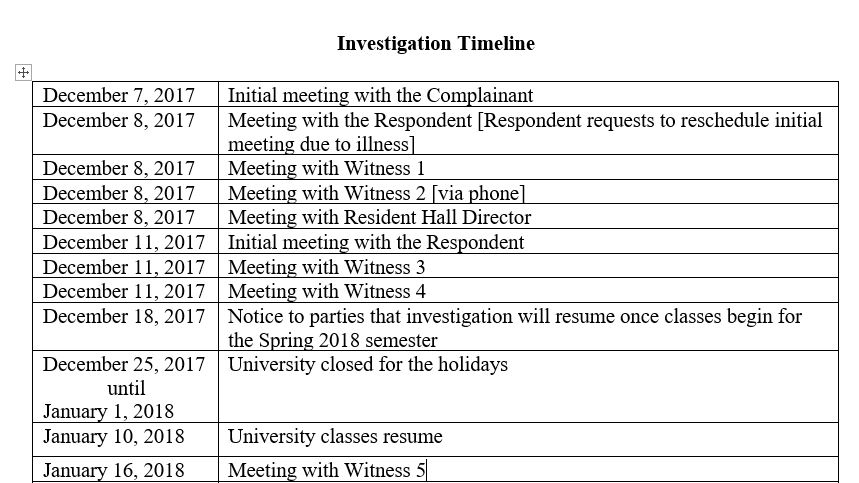 Investigation Timeline
December 7, 2017 Initial meeting with the Complainant
December 8, 2017 Meeting with the Respondent [Respondent requests to reschedule initial
meeting due to illness]
December 8, 2017 Meeting with Witness 1
December 8, 2017 Meeting with Witness 2 [via phone]
December 8, 2017 Meeting with Resident Hall Director
December 11, 2017 Initial meeting with the Respondent
December 11, 2017 Meeting with Witness 3
December 11, 2017 Meeting with Witness 4
December 18, 2017 Notice to parties that investigation will resume once classes begin for
the Spring 2018 semester
December 25, 2017 University closed for the holidays
until
January 1, 2018
January 10, 2018 University classes resume
January 16, 2018 Meeting with Witness 5